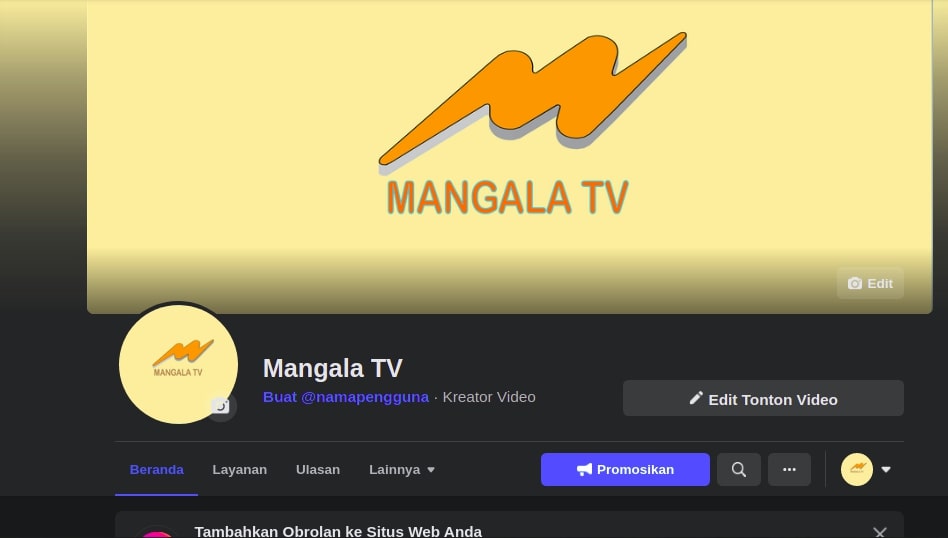 MANGALA TV
Edit
MANGALA TV
Mangala TV
Buat @namapengguna · Kreator Video
Edit Tonton Video
Beranda Layanan Ulasan Lainnya Promosikan
Tambahkan Obrolan ke Situs Web Anda